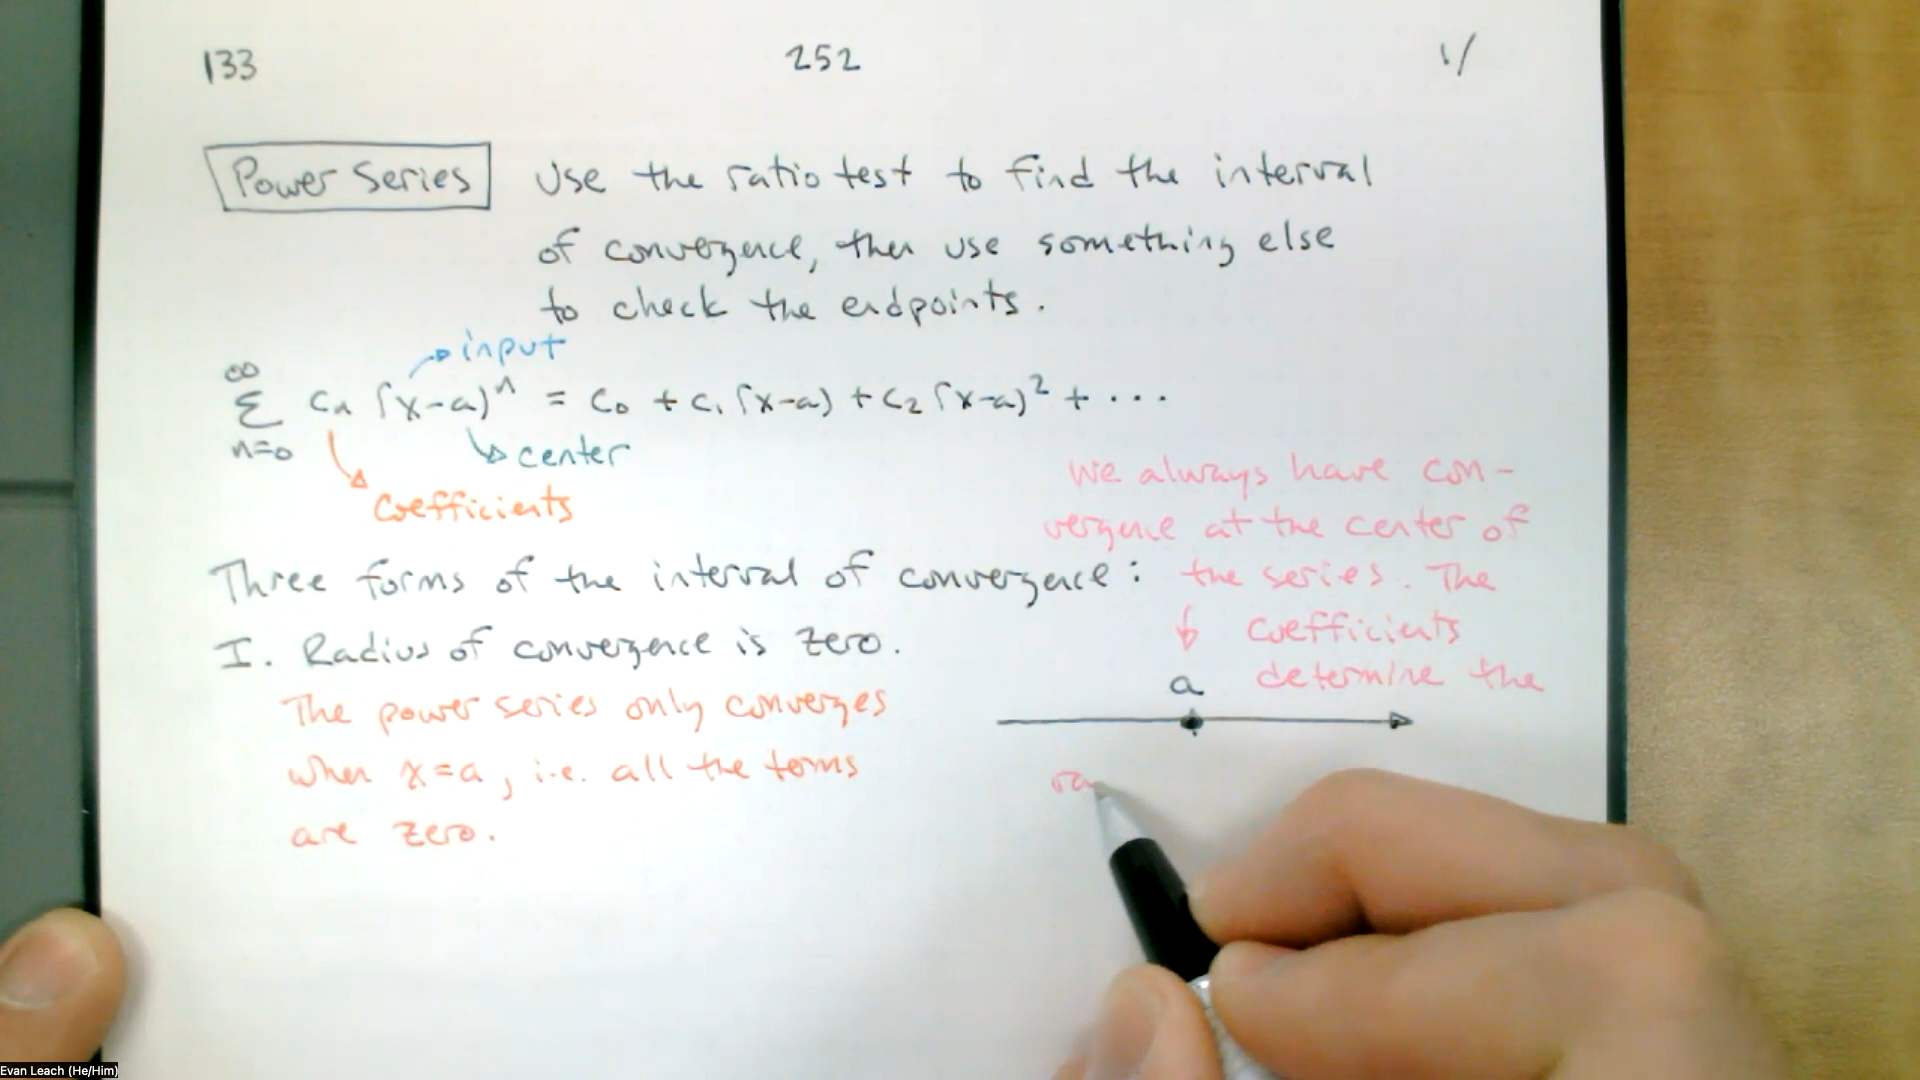 133 252 1/
Power Series Use the ratio test to find the interval
of convergence, then use something else
to check the endpoints.
input
∞
Σ cₙ (x-a)ⁿ = c₀ + c₁(x-a) + c₂(x-a)² + ...
n=0
center
coefficients
We always have con-
vergence at the center of
the series. The
coefficients
determine the
ra
Three forms of the interval of convergence:
I. Radius of convergence is zero.
a
The power series only converges
when x=a, i.e. all the terms
are zero.
Evan Leach (He/Him)